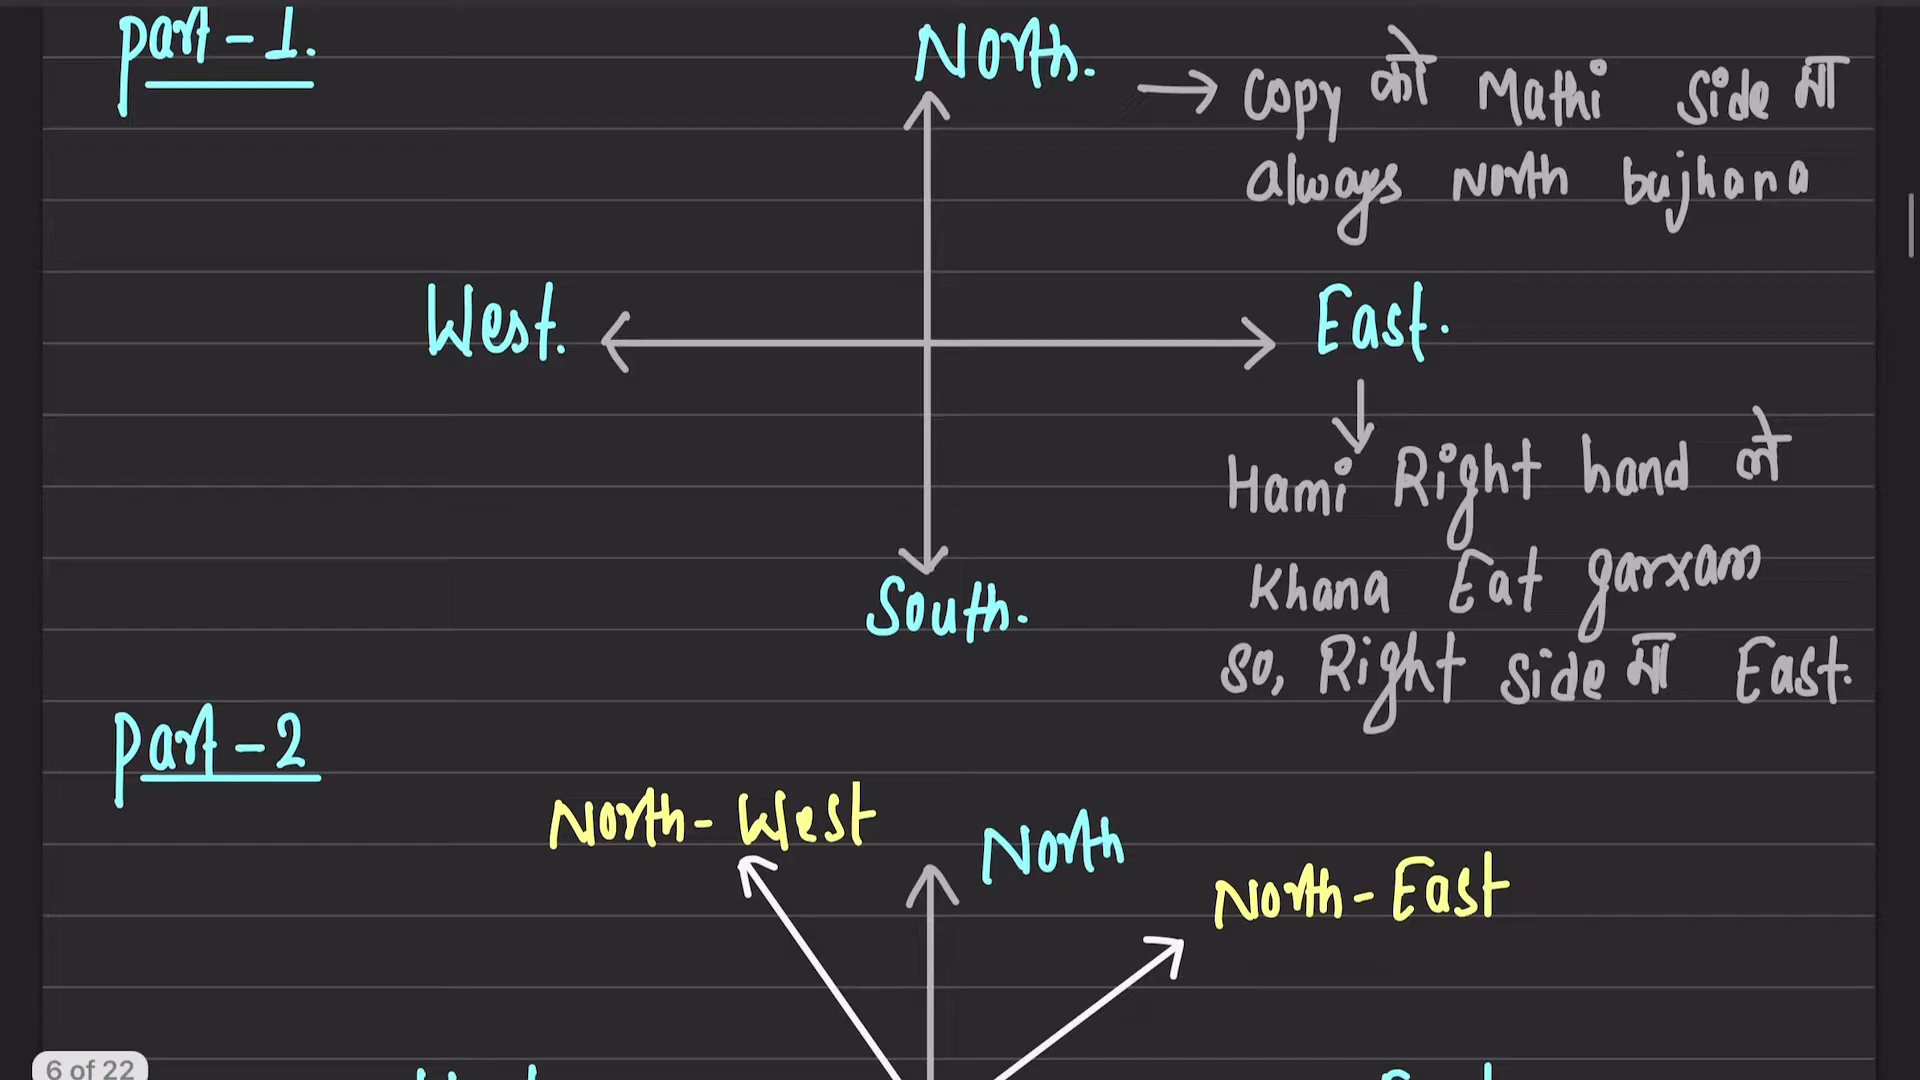 part - 1.
North.
→ Copy को Mathi side मा
always north bujhana
West.
East.
Hami Right hand ले
Khana Eat garxam
so, Right side मा East.
South.
part - 2
North - West
North
North - East
6 of 22